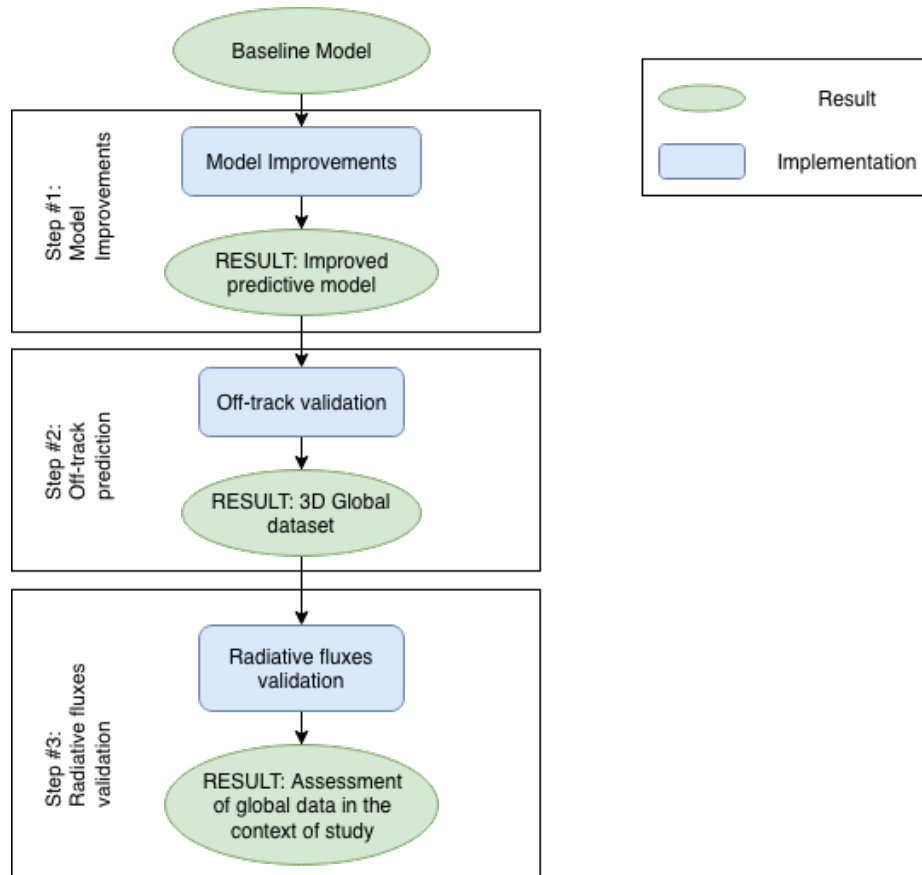 Baseline Model
Result
Implementation
Step #1:
Model
Improvements
Model Improvements
RESULT: Improved
predictive model
Step #2:
Off-track
prediction
Off-track validation
RESULT: 3D Global
dataset
Step #3:
Radiative fluxes
validation
Radiative fluxes
validation
RESULT: Assessment
of global data in the
context of study